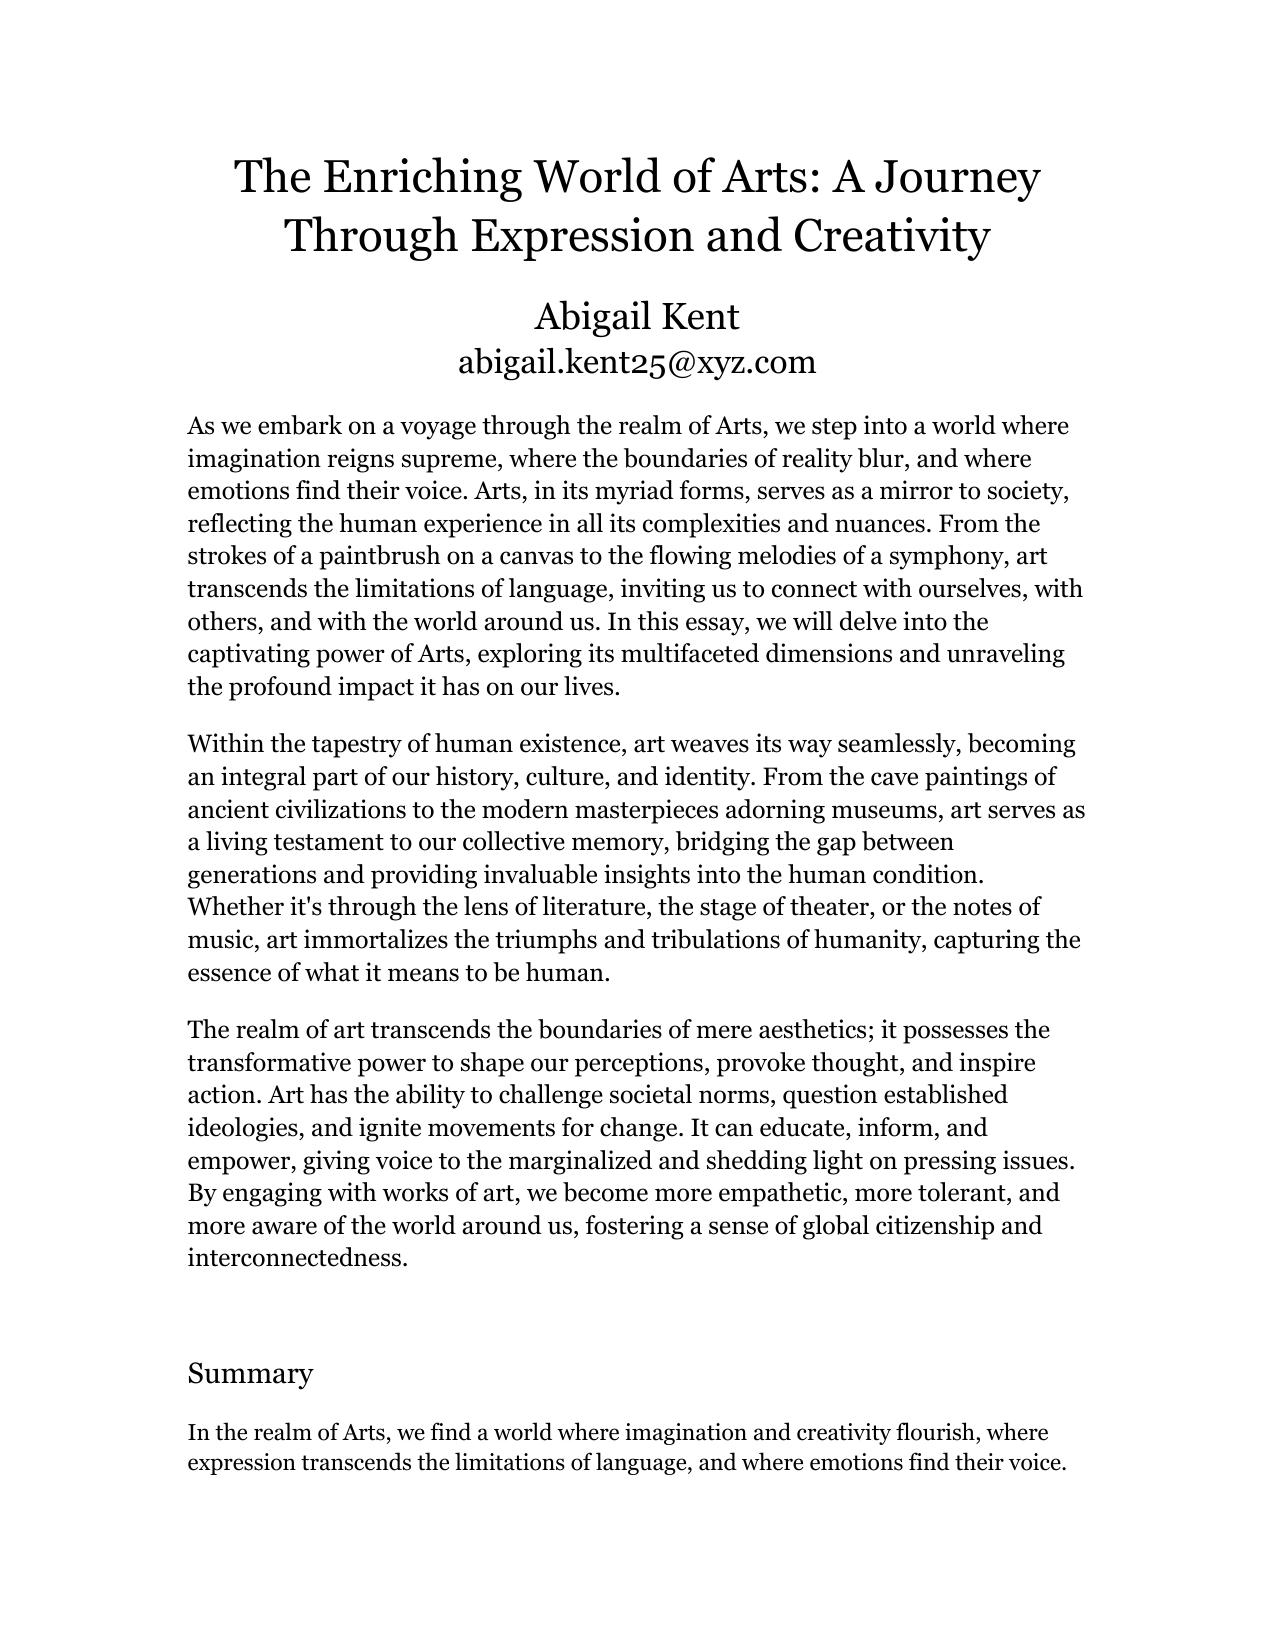 The Enriching World of Arts: A Journey
Through Expression and Creativity
Abigail Kent
abigail.kent25@xyz.com
As we embark on a voyage through the realm of Arts, we step into a world where
imagination reigns supreme, where the boundaries of reality blur, and where
emotions find their voice. Arts, in its myriad forms, serves as a mirror to society,
reflecting the human experience in all its complexities and nuances. From the
strokes of a paintbrush on a canvas to the flowing melodies of a symphony, art
transcends the limitations of language, inviting us to connect with ourselves, with
others, and with the world around us. In this essay, we will delve into the
captivating power of Arts, exploring its multifaceted dimensions and unraveling
the profound impact it has on our lives.
Within the tapestry of human existence, art weaves its way seamlessly, becoming
an integral part of our history, culture, and identity. From the cave paintings of
ancient civilizations to the modern masterpieces adorning museums, art serves as
a living testament to our collective memory, bridging the gap between
generations and providing invaluable insights into the human condition.
Whether it's through the lens of literature, the stage of theater, or the notes of
music, art immortalizes the triumphs and tribulations of humanity, capturing the
essence of what it means to be human.
The realm of art transcends the boundaries of mere aesthetics; it possesses the
transformative power to shape our perceptions, provoke thought, and inspire
action. Art has the ability to challenge societal norms, question established
ideologies, and ignite movements for change. It can educate, inform, and
empower, giving voice to the marginalized and shedding light on pressing issues.
By engaging with works of art, we become more empathetic, more tolerant, and
more aware of the world around us, fostering a sense of global citizenship and
interconnectedness.
Summary
In the realm of Arts, we find a world where imagination and creativity flourish, where
expression transcends the limitations of language, and where emotions find their voice.